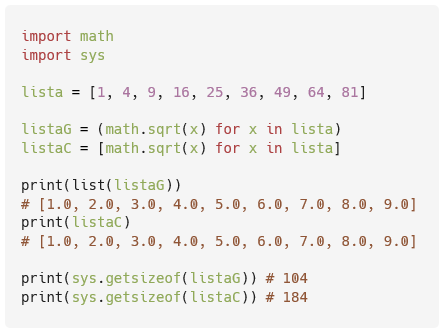 import math
import sys
lista = [1, 4, 9, 16, 25, 36, 49, 64, 81]
listaG = (math.sqrt(x) for x in lista)
listaC = [math.sqrt(x) for x in lista]
print(list(listaG))
# [1.0, 2.0, 3.0, 4.0, 5.0, 6.0, 7.0, 8.0, 9.0]
print(listaC)
# [1.0, 2.0, 3.0, 4.0, 5.0, 6.0, 7.0, 8.0, 9.0]
print(sys.getsizeof(listaG)) # 104
print(sys.getsizeof(listaC)) # 184